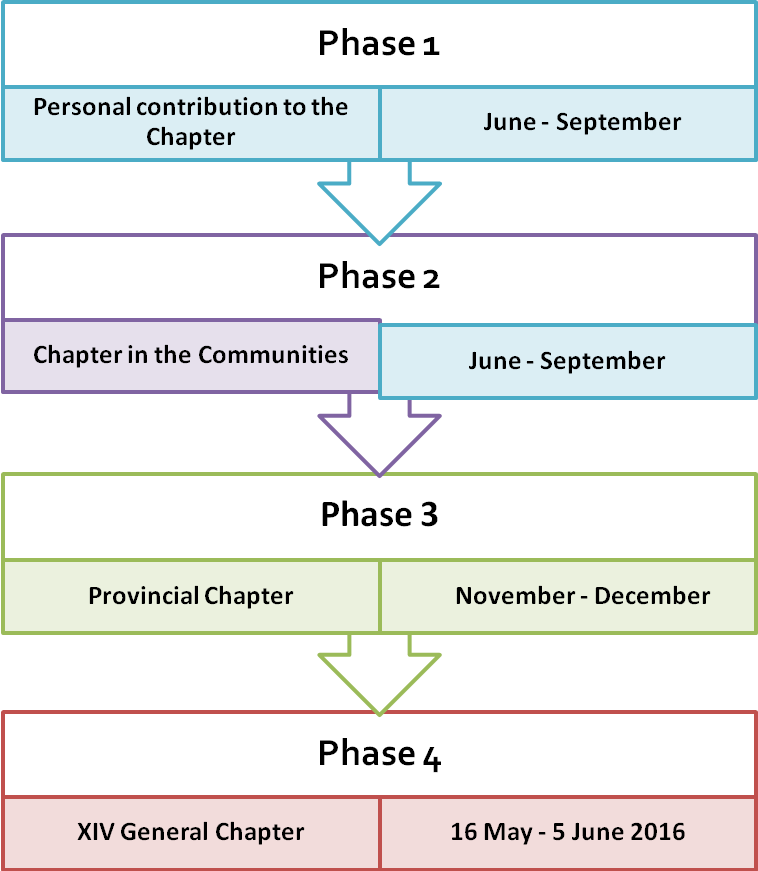 Phase 1
Personal contribution to the
Chapter
June - September
Phase 2
Chapter in the Communities
June - September
Phase 3
Provincial Chapter
November - December
Phase 4
XIV General Chapter
16 May - 5 June 2016